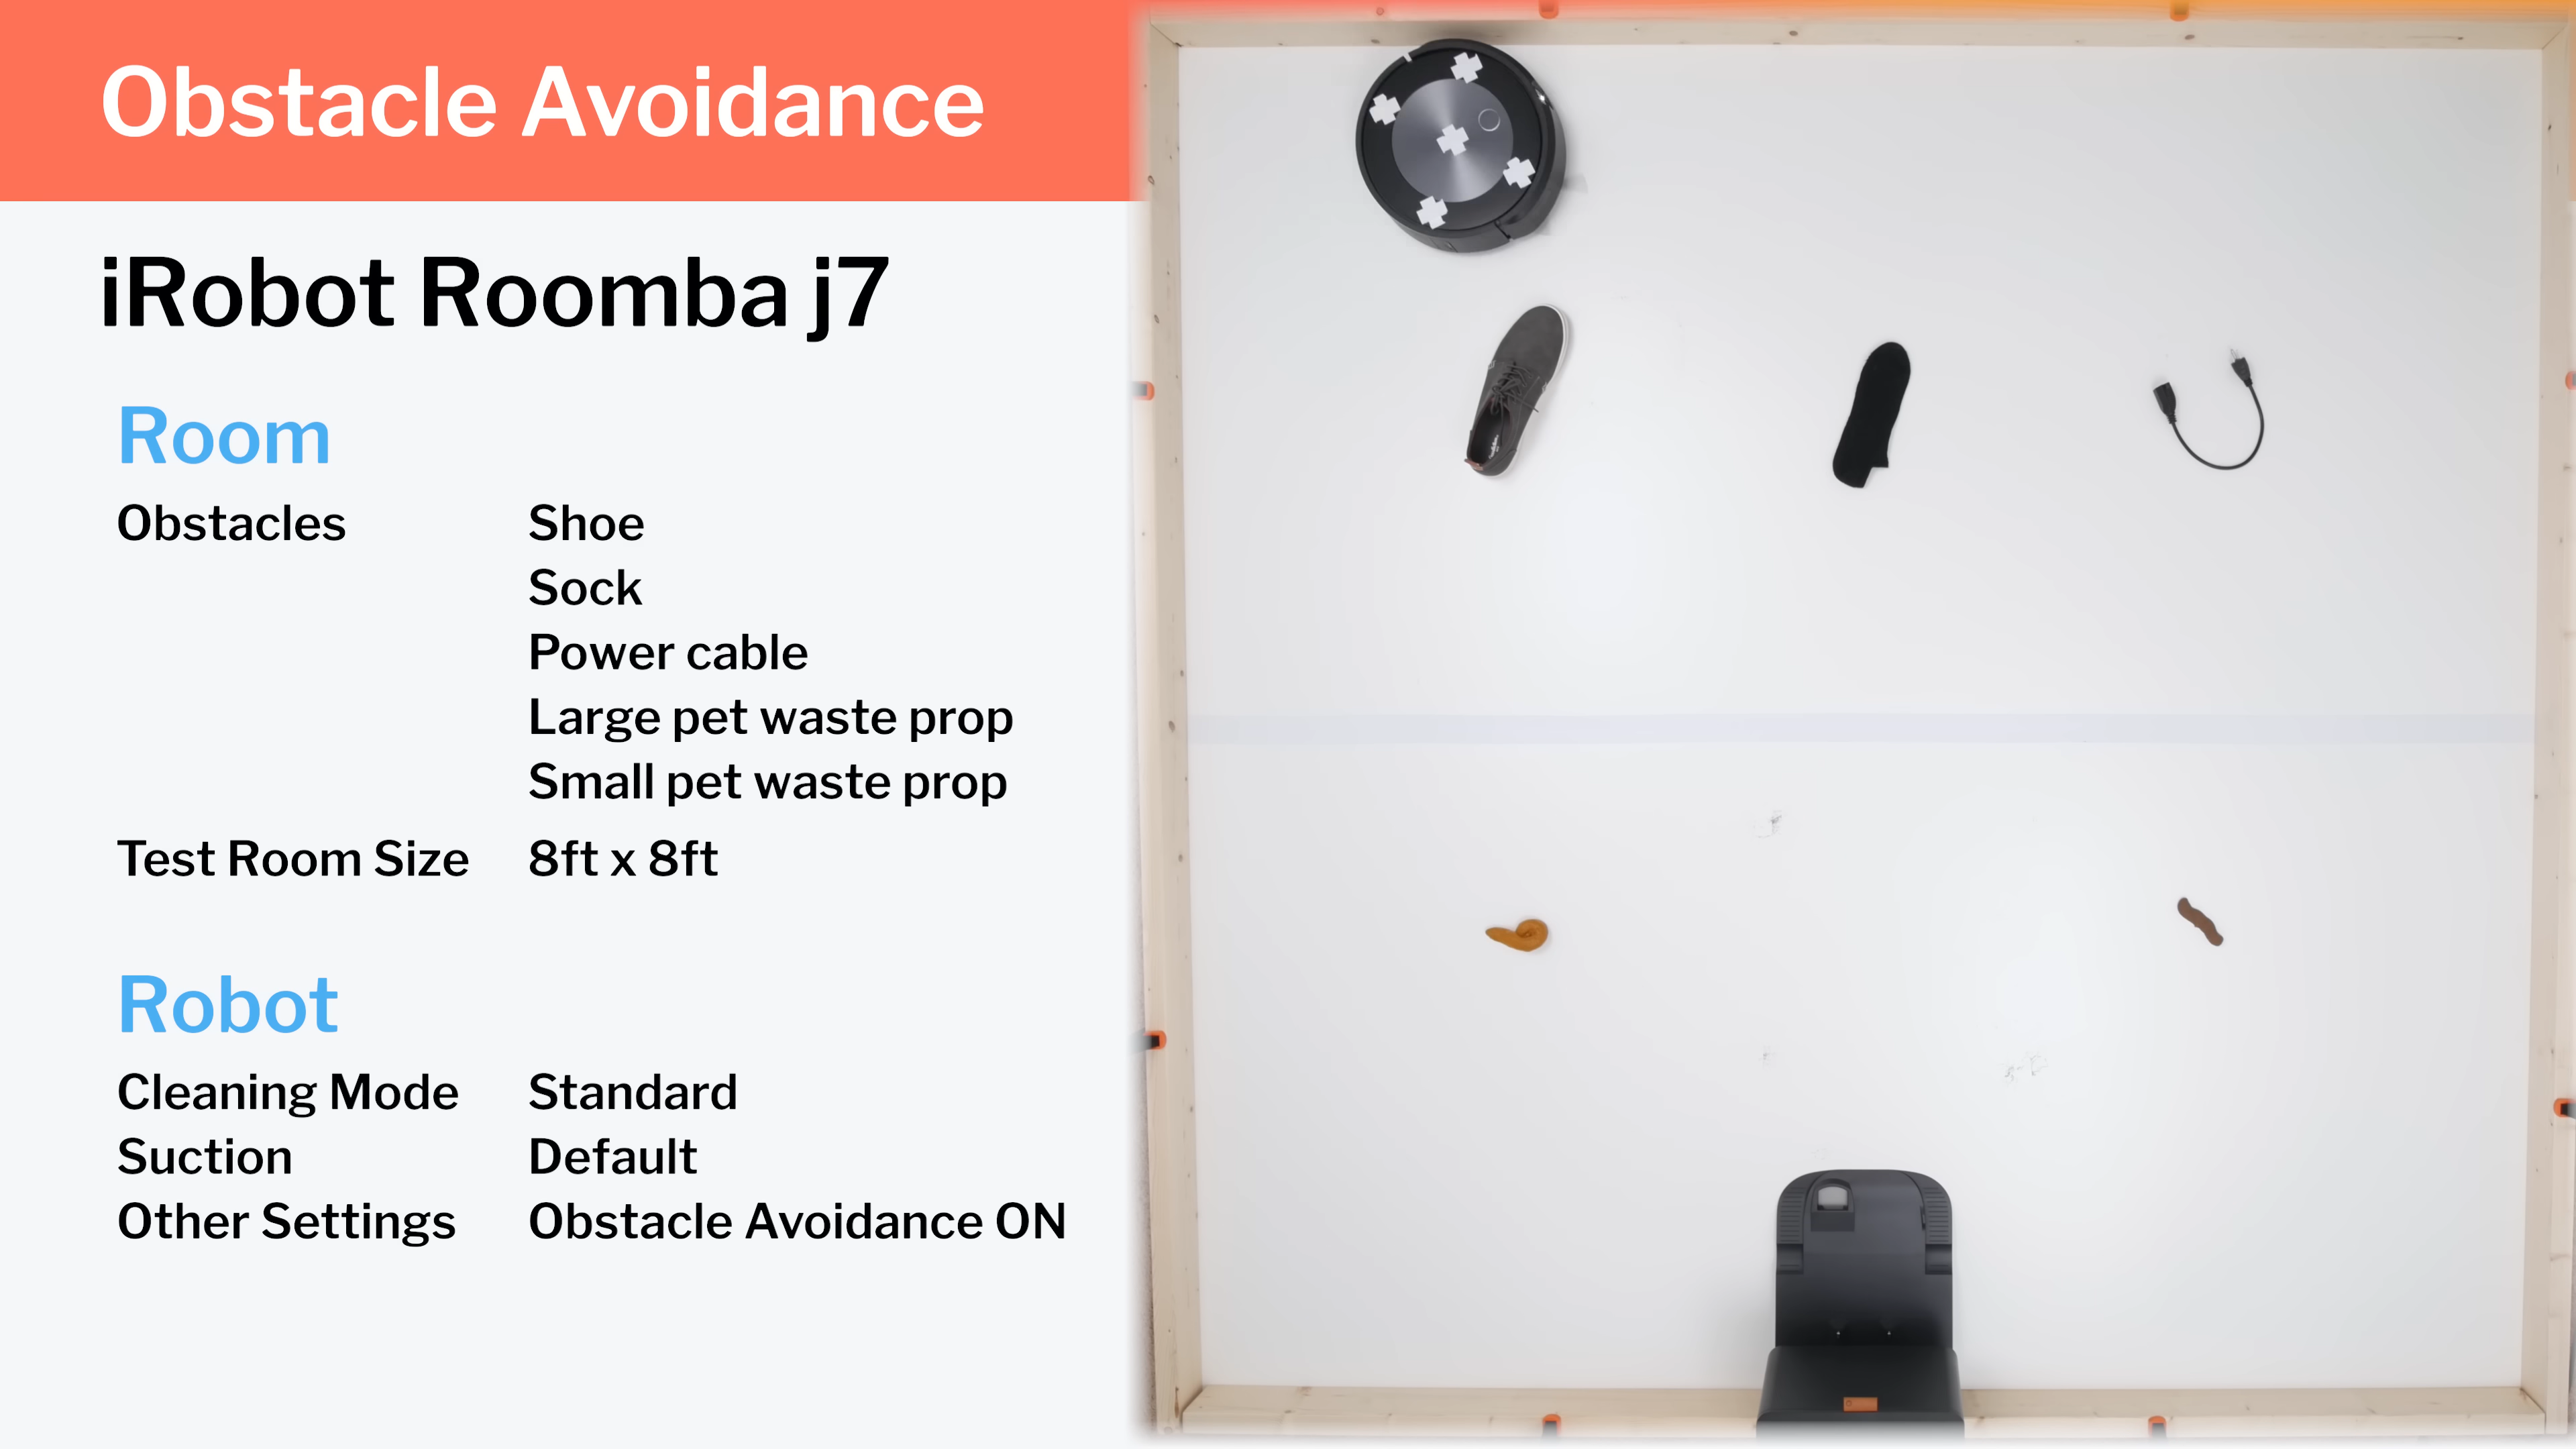 Obstacle Avoidance
iRobot Roomba j7
Room
Obstacles Shoe
Sock
Power cable
Large pet waste prop
Small pet waste prop
Test Room Size 8ft x 8ft
Robot
Cleaning Mode Standard
Suction Default
Other Settings Obstacle Avoidance ON